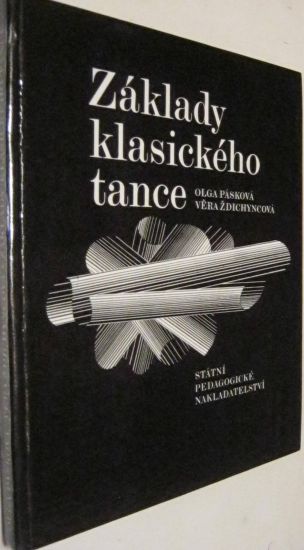 Základy
klasického
tance
OLGA PÁSKOVÁ
VĚRA ŽDICHYNCOVÁ
STÁTNÍ
PEDAGOGICKÉ
NAKLADATELSTVÍ